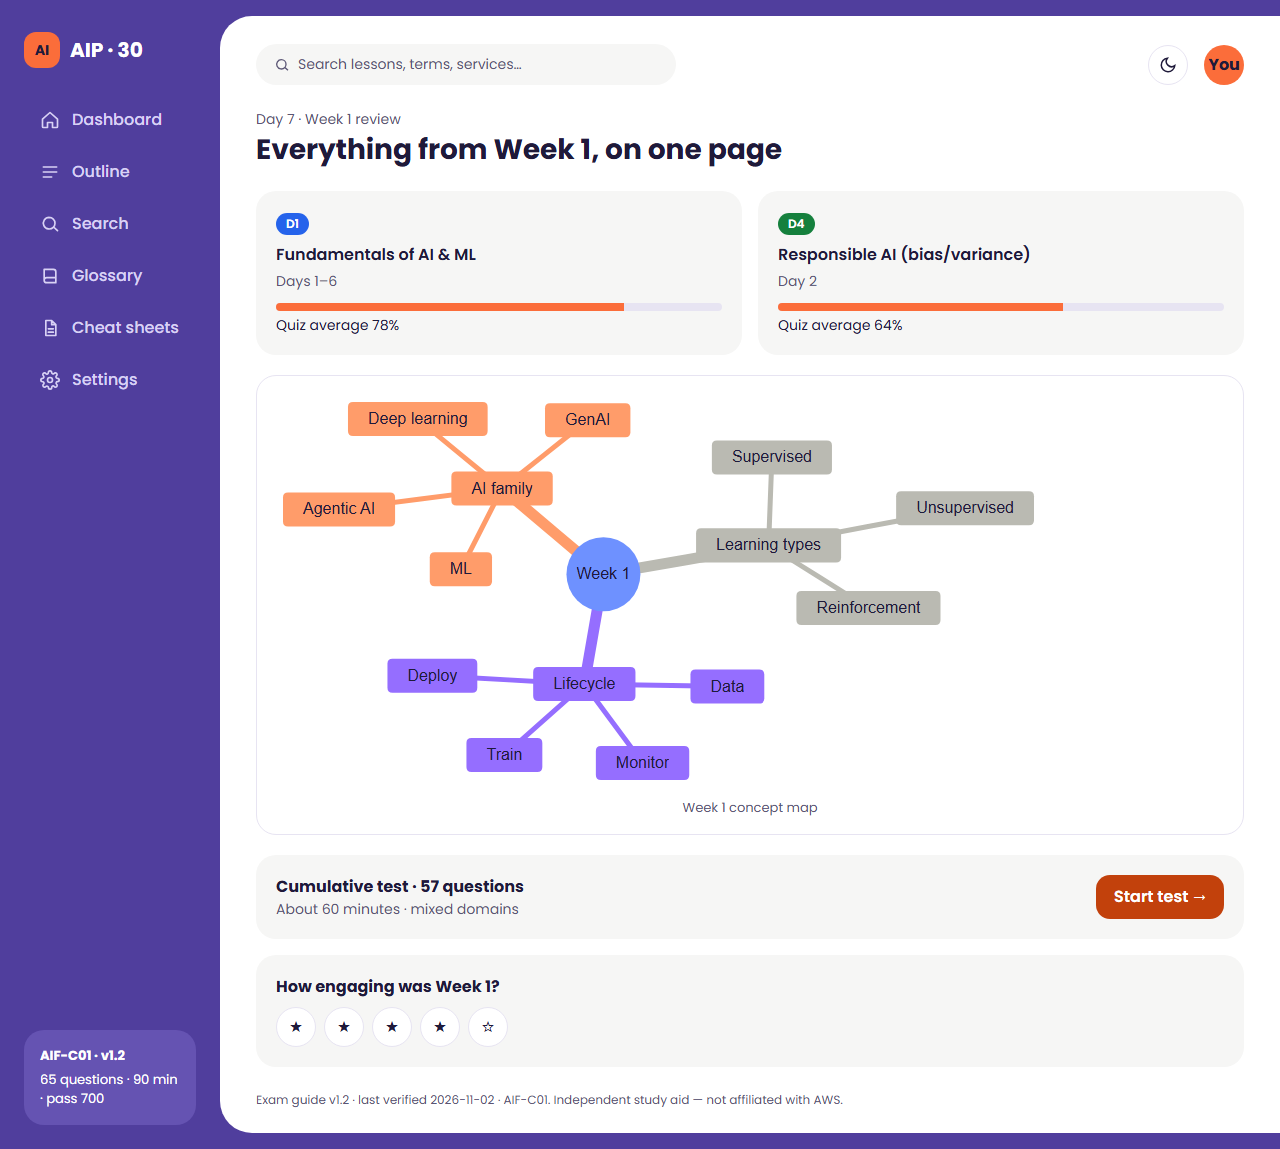 AI
AIP · 30
Dashboard
Outline
Search
Glossary
Cheat sheets
Settings
AIF-C01 · v1.2
65 questions · 90 min
· pass 700
Search lessons, terms, services…
You
Day 7 · Week 1 review
Everything from Week 1, on one page
D1
Fundamentals of AI & ML
Days 1–6
Quiz average 78%
D4
Responsible AI (bias/variance)
Day 2
Quiz average 64%
Deep learning
GenAI
AI family
Agentic AI
ML
Week 1
Supervised
Unsupervised
Learning types
Reinforcement
Deploy
Lifecycle
Data
Train
Monitor
Week 1 concept map
Cumulative test · 57 questions
About 60 minutes · mixed domains
Start test →
How engaging was Week 1?
★ ★ ★ ★ ☆
Exam guide v1.2 · last verified 2026-11-02 · AIF-C01. Independent study aid — not affiliated with AWS.